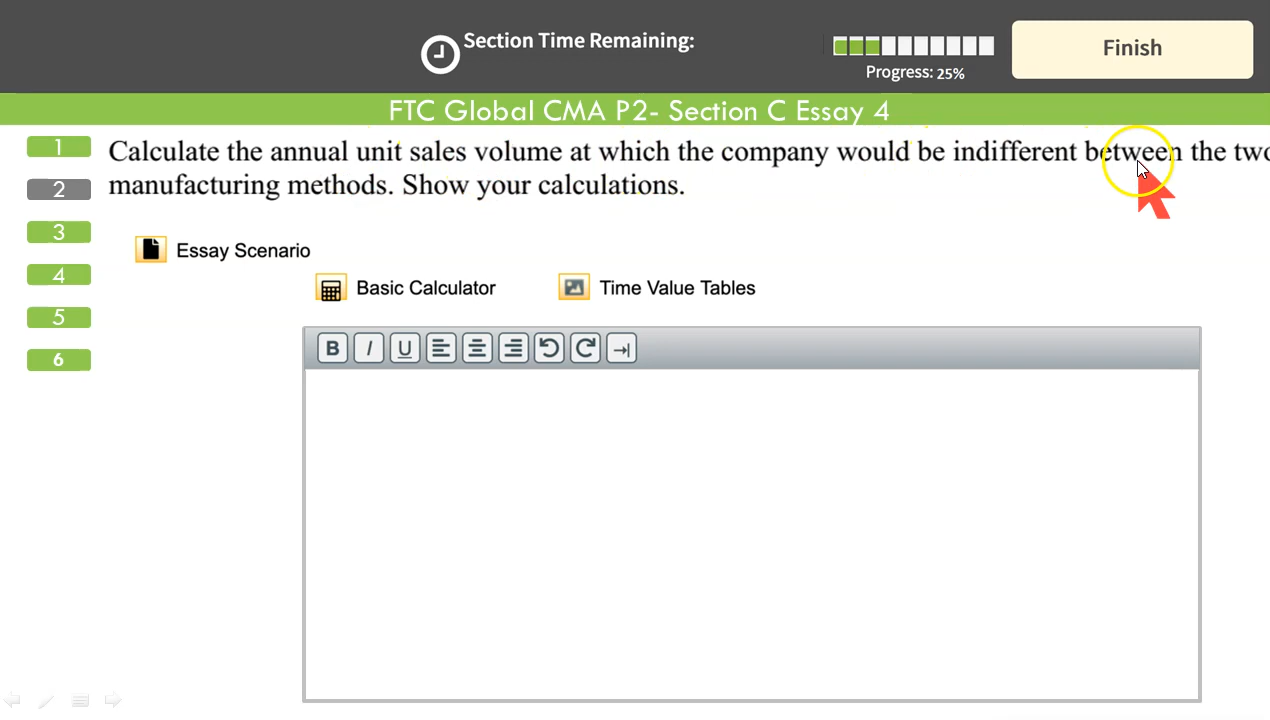 Section Time Remaining:
Progress: 25%
Finish
FTC Global CMA P2- Section C Essay 4
1
Calculate the annual unit sales volume at which the company would be indifferent between the two
2
manufacturing methods. Show your calculations.
3
Essay Scenario
4
Basic Calculator
Time Value Tables
5
B I U
6